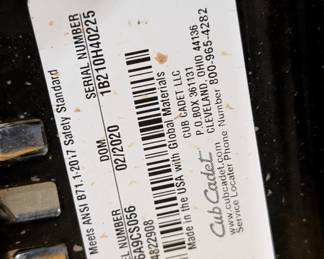 Meets ANSI B71.1-2017 Safety Standard
EL NUMBER DOM SERIAL NUMBER
6A9CS056 02/2020 1B210H40225
4822908
Made in the USA with Global Materials
CUB CADET LLC
P.O. BOX 361131
CLEVELAND, OHIO 44136
Cub Cadet
www.cubcadet.com
Service Locater Phone Number 800-965-4282